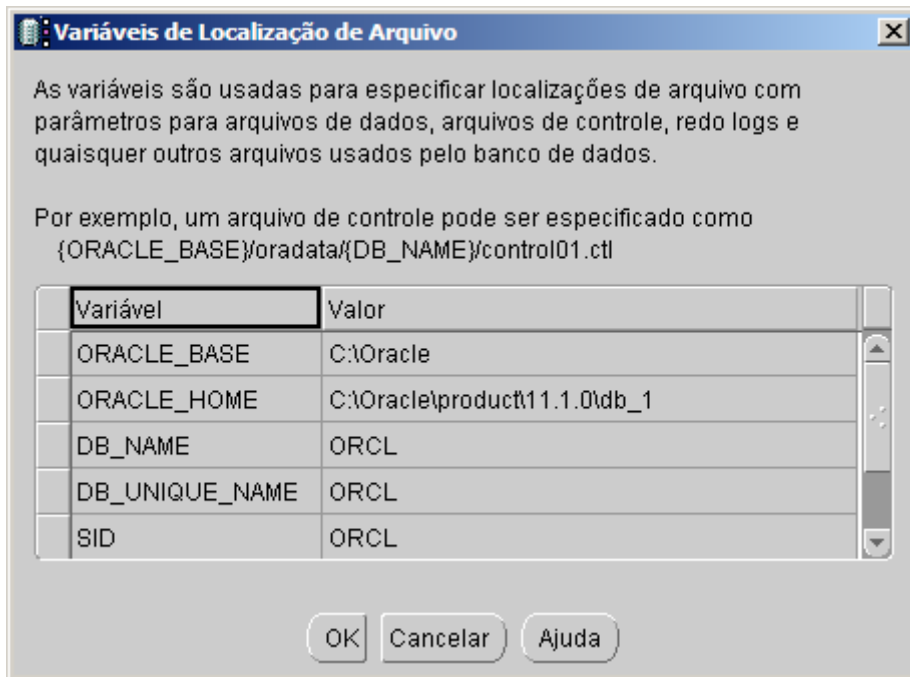 Variáveis de Localização de Arquivo
As variáveis são usadas para especificar localizações de arquivo com
parâmetros para arquivos de dados, arquivos de controle, redo logs e
quaisquer outros arquivos usados pelo banco de dados.
Por exemplo, um arquivo de controle pode ser especificado como
{ORACLE_BASE}/oradata/{DB_NAME}/control01.ctl
Variável Valor
ORACLE_BASE C:\Oracle
ORACLE_HOME C:\Oracle\product\11.1.0\db_1
DB_NAME ORCL
DB_UNIQUE_NAME ORCL
SID ORCL
OK Cancelar Ajuda